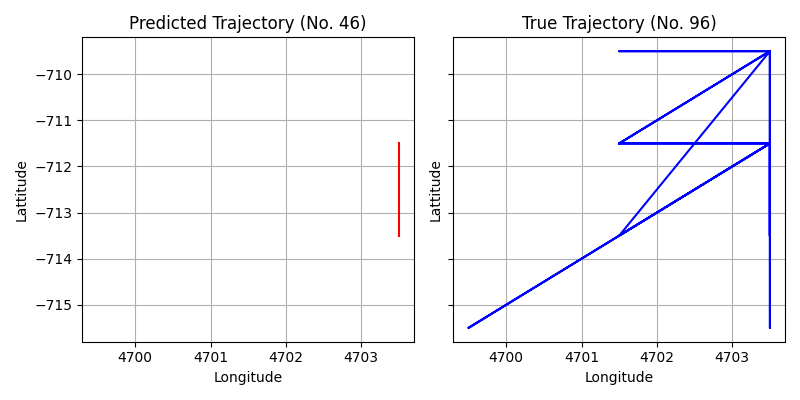 Predicted Trajectory (No. 46)
True Trajectory (No. 96)
Lattitude
−710
−711
−712
−713
−714
−715
4700
4701
4702
4703
Longitude
Lattitude
4700
4701
4702
4703
Longitude